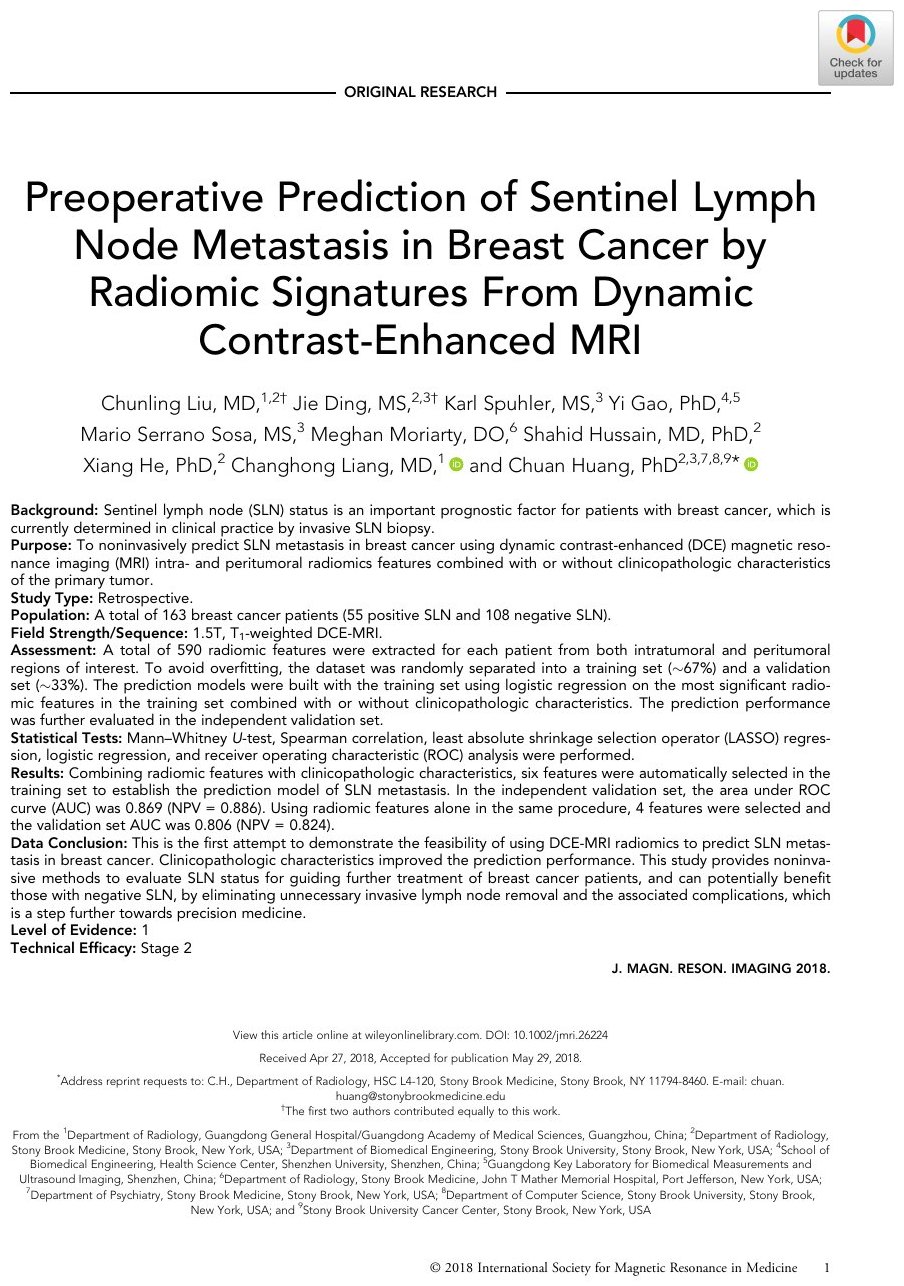 Check for
updates
ORIGINAL RESEARCH
Preoperative Prediction of Sentinel Lymph
Node Metastasis in Breast Cancer by
Radiomic Signatures From Dynamic
Contrast-Enhanced MRI
Chunling Liu, MD,1,2† Jie Ding, MS,2,3† Karl Spuhler, MS,3 Yi Gao, PhD,4,5
Mario Serrano Sosa, MS,3 Meghan Moriarty, DO,6 Shahid Hussain, MD, PhD,2
Xiang He, PhD,2 Changhong Liang, MD,1 iD and Chuan Huang, PhD2,3,7,8,9* iD
Background: Sentinel lymph node (SLN) status is an important prognostic factor for patients with breast cancer, which is
currently determined in clinical practice by invasive SLN biopsy.
Purpose: To noninvasively predict SLN metastasis in breast cancer using dynamic contrast-enhanced (DCE) magnetic reso-
nance imaging (MRI) intra- and peritumoral radiomics features combined with or without clinicopathologic characteristics
of the primary tumor.
Study Type: Retrospective.
Population: A total of 163 breast cancer patients (55 positive SLN and 108 negative SLN).
Field Strength/Sequence: 1.5T, T1-weighted DCE-MRI.
Assessment: A total of 590 radiomic features were extracted for each patient from both intratumoral and peritumoral
regions of interest. To avoid overfitting, the dataset was randomly separated into a training set (∼67%) and a validation
set (∼33%). The prediction models were built with the training set using logistic regression on the most significant radio-
mic features in the training set combined with or without clinicopathologic characteristics. The prediction performance
was further evaluated in the independent validation set.
Statistical Tests: Mann–Whitney U-test, Spearman correlation, least absolute shrinkage selection operator (LASSO) regres-
sion, logistic regression, and receiver operating characteristic (ROC) analysis were performed.
Results: Combining radiomic features with clinicopathologic characteristics, six features were automatically selected in the
training set to establish the prediction model of SLN metastasis. In the independent validation set, the area under ROC
curve (AUC) was 0.869 (NPV = 0.886). Using radiomic features alone in the same procedure, 4 features were selected and
the validation set AUC was 0.806 (NPV = 0.824).
Data Conclusion: This is the first attempt to demonstrate the feasibility of using DCE-MRI radiomics to predict SLN metas-
tasis in breast cancer. Clinicopathologic characteristics improved the prediction performance. This study provides noninva-
sive methods to evaluate SLN status for guiding further treatment of breast cancer patients, and can potentially benefit
those with negative SLN, by eliminating unnecessary invasive lymph node removal and the associated complications, which
is a step further towards precision medicine.
Level of Evidence: 1
Technical Efficacy: Stage 2
J. MAGN. RESON. IMAGING 2018.
View this article online at wileyonlinelibrary.com. DOI: 10.1002/jmri.26224
Received Apr 27, 2018, Accepted for publication May 29, 2018.
*Address reprint requests to: C.H., Department of Radiology, HSC L4-120, Stony Brook Medicine, Stony Brook, NY 11794-8460. E-mail: chuan.
huang@stonybrookmedicine.edu
†The first two authors contributed equally to this work.
From the 1Department of Radiology, Guangdong General Hospital/Guangdong Academy of Medical Sciences, Guangzhou, China; 2Department of Radiology,
Stony Brook Medicine, Stony Brook, New York, USA; 3Department of Biomedical Engineering, Stony Brook University, Stony Brook, New York, USA; 4School of
Biomedical Engineering, Health Science Center, Shenzhen University, Shenzhen, China; 5Guangdong Key Laboratory for Biomedical Measurements and
Ultrasound Imaging, Shenzhen, China; 6Department of Radiology, Stony Brook Medicine, John T Mather Memorial Hospital, Port Jefferson, New York, USA;
7Department of Psychiatry, Stony Brook Medicine, Stony Brook, New York, USA; 8Department of Computer Science, Stony Brook University, Stony Brook,
New York, USA; and 9Stony Brook University Cancer Center, Stony Brook, New York, USA
© 2018 International Society for Magnetic Resonance in Medicine 1